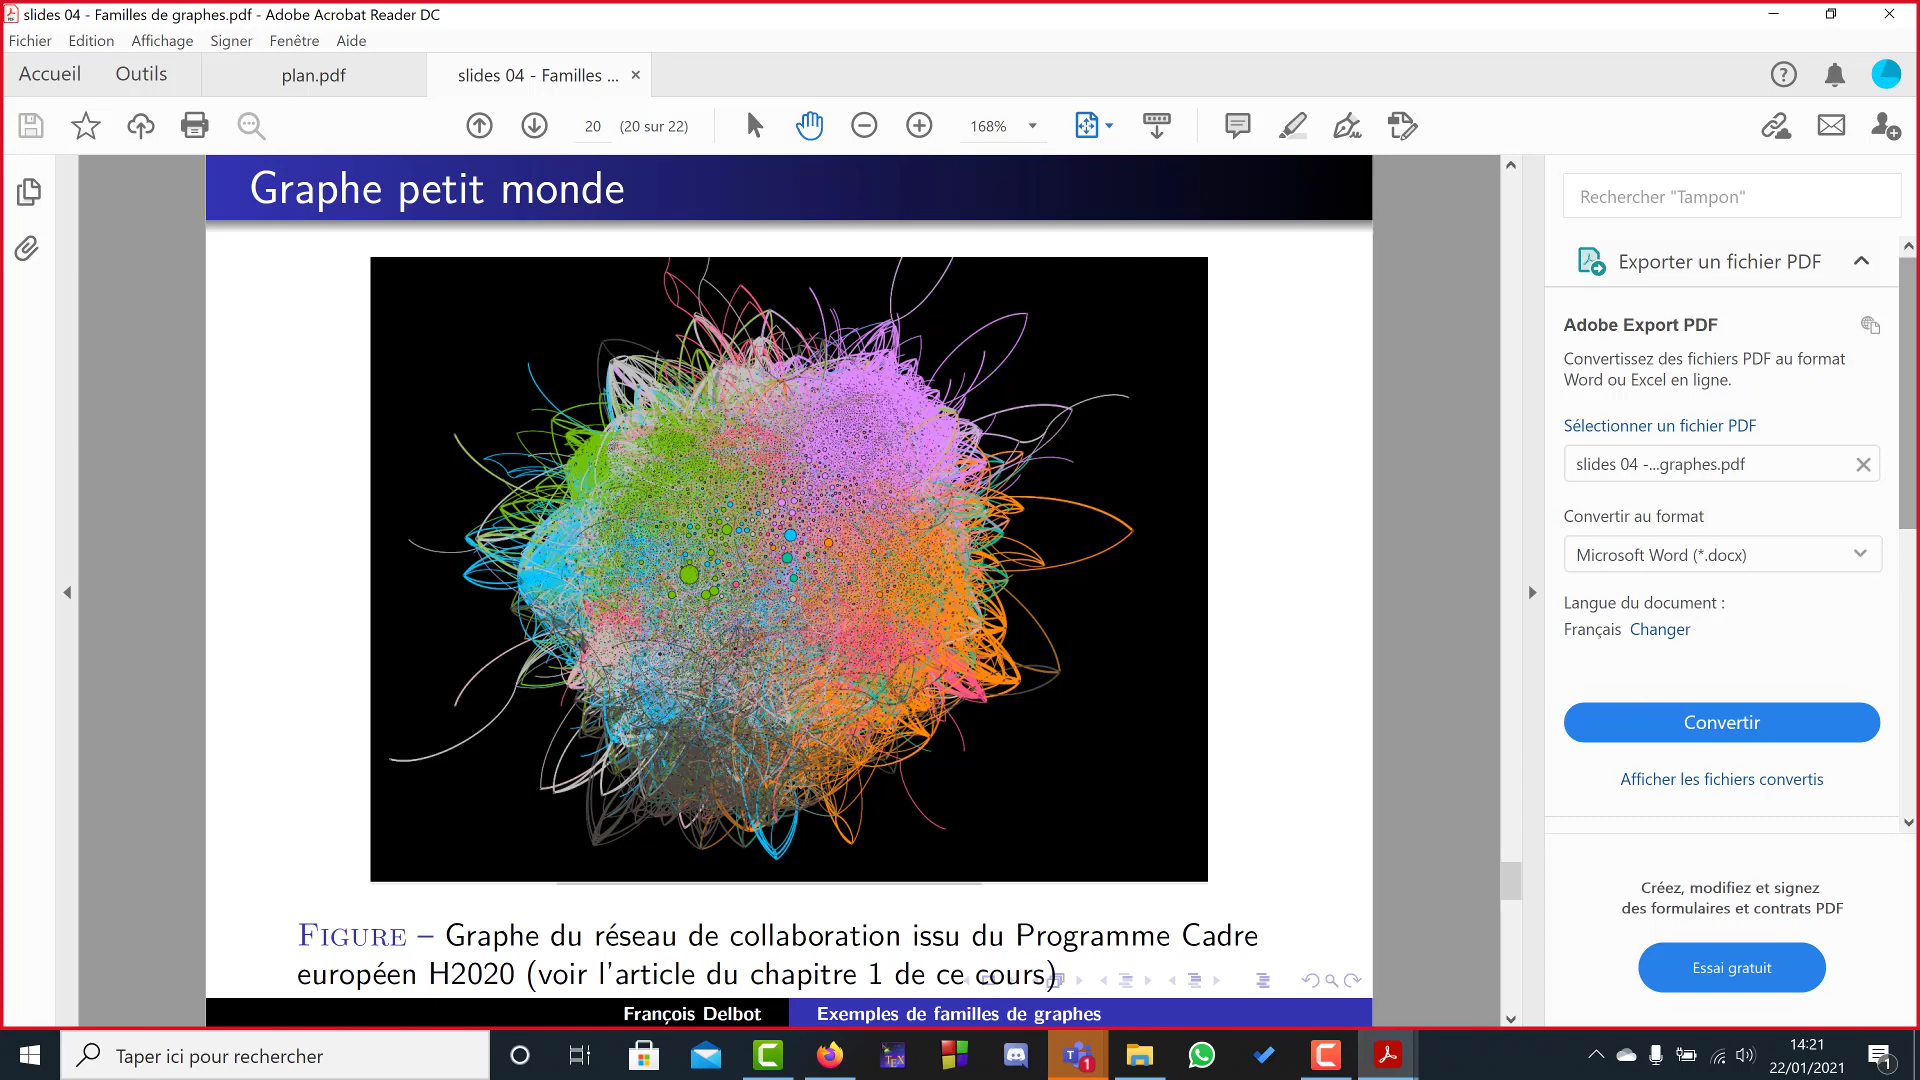 slides 04 - Familles de graphes.pdf - Adobe Acrobat Reader DC
Fichier Edition Affichage Signer Fenêtre Aide
Accueil Outils plan.pdf slides 04 - Familles ... ×
20 (20 sur 22) 168%
Graphe petit monde
FIGURE – Graphe du réseau de collaboration issu du Programme Cadre
européen H2020 (voir l'article du chapitre 1 de ce cours)
François Delbot Exemples de familles de graphes
Rechercher "Tampon"
Exporter un fichier PDF
Adobe Export PDF
Convertissez des fichiers PDF au format
Word ou Excel en ligne.
Sélectionner un fichier PDF
slides 04 -...graphes.pdf
Convertir au format
Microsoft Word (*.docx)
Langue du document :
Français Changer
Convertir
Afficher les fichiers convertis
Créez, modifiez et signez
des formulaires et contrats PDF
Essai gratuit
Taper ici pour rechercher
TEX
1
14:21
22/01/2021
1